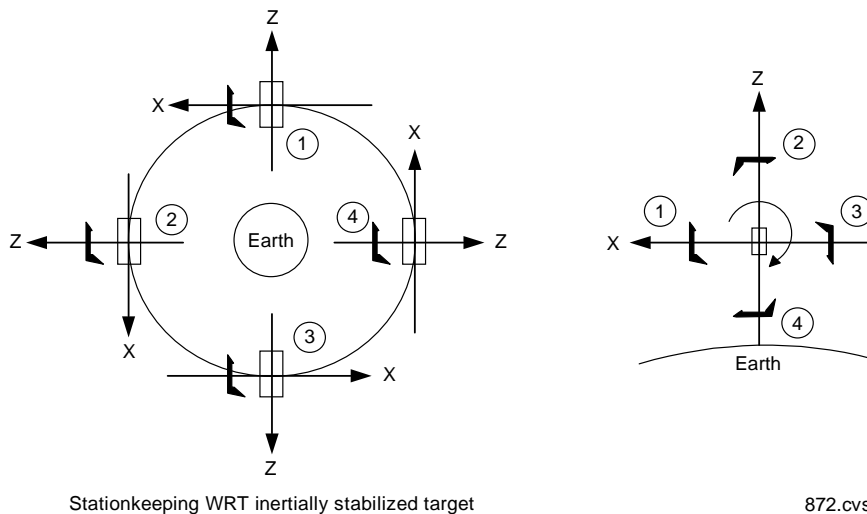 Z
X
1
X
Z
2
4
Z
Earth
X
3
X
Z
Z
2
1
3
X
4
Earth
Stationkeeping WRT inertially stabilized target
872.cvs